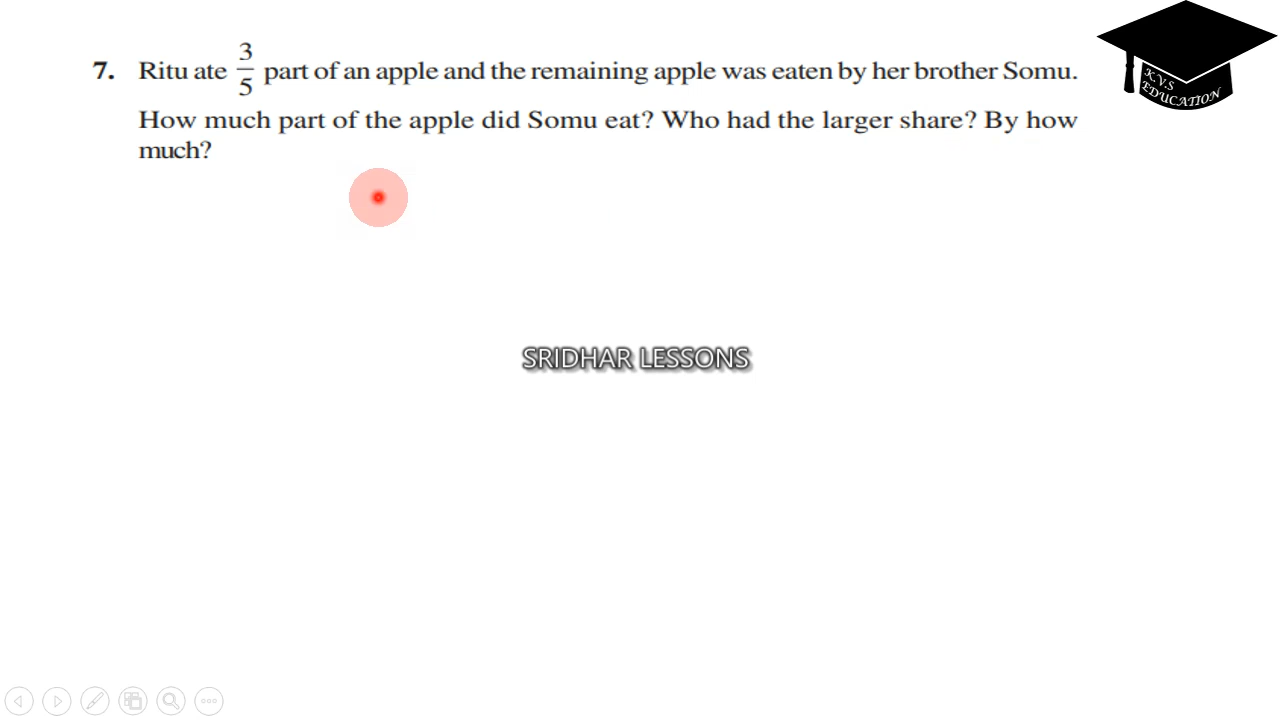 7. Ritu ate 3/5 part of an apple and the remaining apple was eaten by her brother Somu.
How much part of the apple did Somu eat? Who had the larger share? By how
much?
K.V.S
EDUCATION
SRIDHAR LESSONS